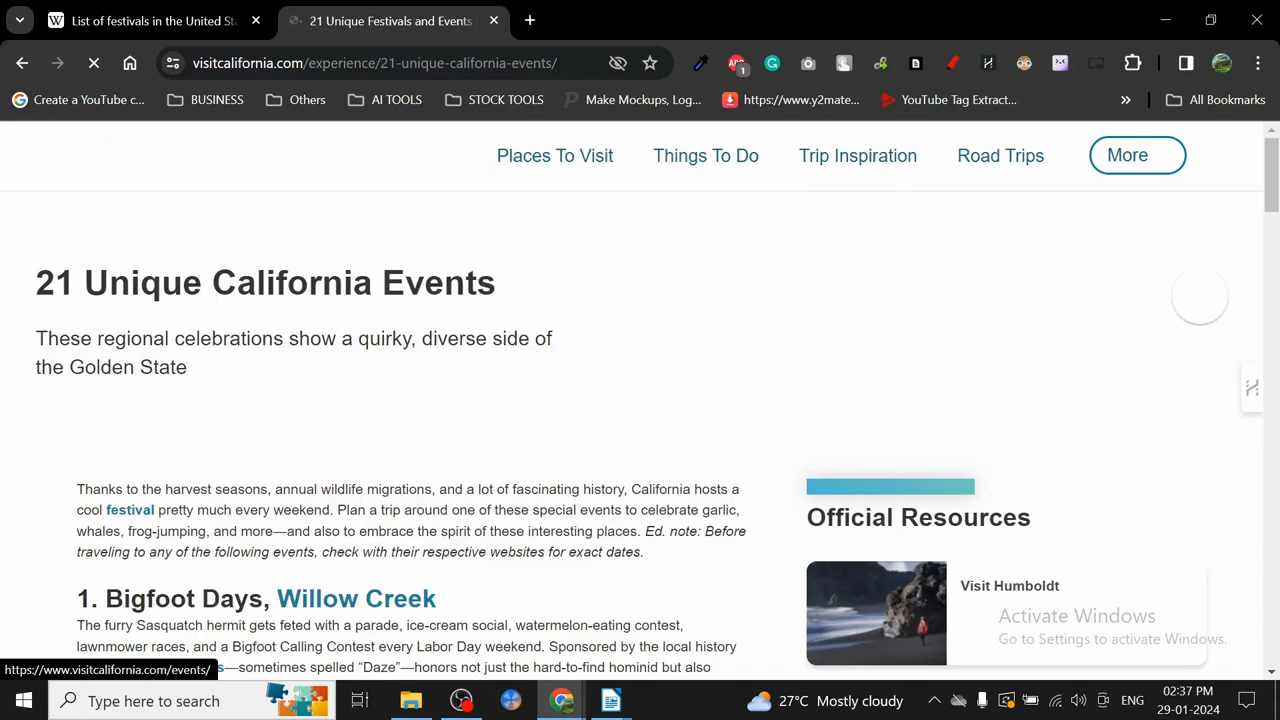 List of festivals in the United Sta
21 Unique Festivals and Events
visitcalifornia.com/experience/21-unique-california-events/
ABP
1
Create a YouTube c...
BUSINESS
Others
AI TOOLS
STOCK TOOLS
Make Mockups, Log...
https://www.y2mate...
YouTube Tag Extract...
All Bookmarks
Places To Visit
Things To Do
Trip Inspiration
Road Trips
More
21 Unique California Events
These regional celebrations show a quirky, diverse side of
the Golden State
Thanks to the harvest seasons, annual wildlife migrations, and a lot of fascinating history, California hosts a
cool festival pretty much every weekend. Plan a trip around one of these special events to celebrate garlic,
whales, frog-jumping, and more—and also to embrace the spirit of these interesting places. Ed. note: Before
traveling to any of the following events, check with their respective websites for exact dates.
Official Resources
Visit Humboldt
1. Bigfoot Days, Willow Creek
The furry Sasquatch hermit gets feted with a parade, ice-cream social, watermelon-eating contest,
lawnmower races, and a Bigfoot Calling Contest every Labor Day weekend. Sponsored by the local history
s—sometimes spelled “Daze”—honors not just the hard-to-find hominid but also
Activate Windows
Go to Settings to activate Windows.
https://www.visitcalifornia.com/events/
Type here to search
27°C Mostly cloudy
ENG
02:37 PM
29-01-2024